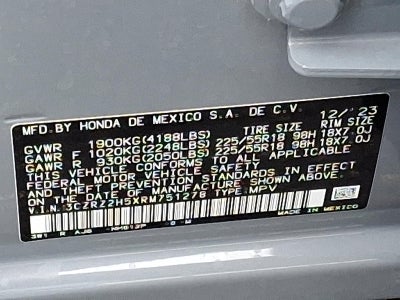 MFD. BY HONDA DE MEXICO S.A. DE C.V. 12/'23
TIRE SIZE RIM SIZE
GVWR 1900KG(4188LBS)
GAWR F 1020KG(2248LBS) 225/55R18 98H 18X7.0J
GAWR R 930KG(2050LBS) 225/55R18 98H 18X7.0J
THIS VEHICLE CONFORMS TO ALL APPLICABLE
FEDERAL MOTOR VEHICLE SAFETY, BUMPER,
AND THEFT PREVENTION STANDARDS IN EFFECT
ON THE DATE OF MANUFACTURE SHOWN ABOVE.
V.I.N. 3CZRZ2H5XRM751278 TYPE: MPV
MADE IN MEXICO